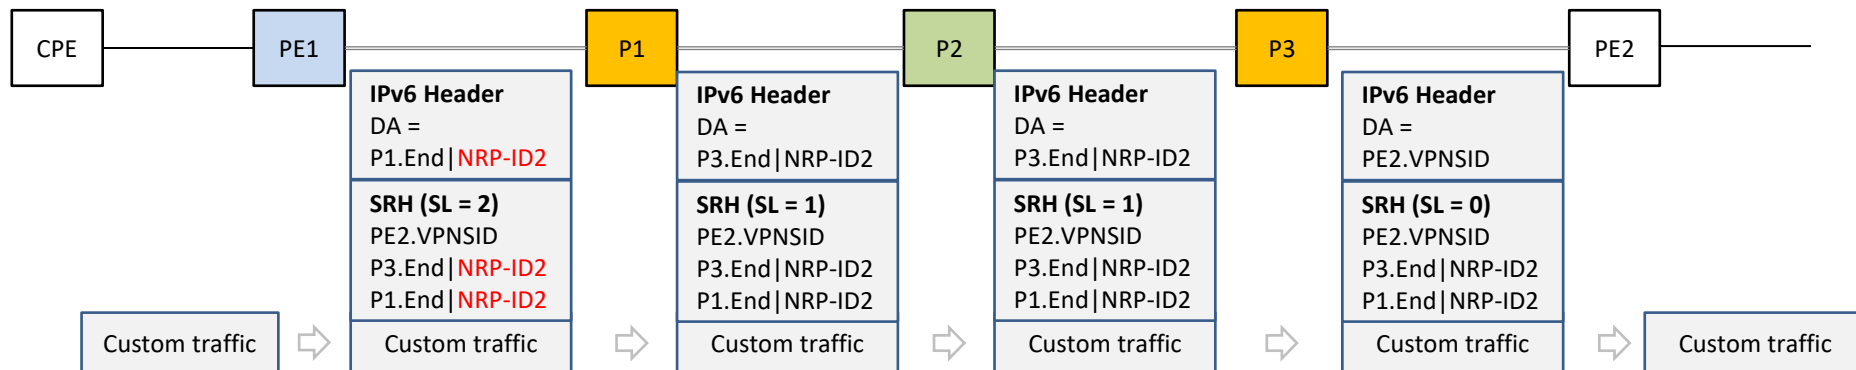 CPE
PE1
P1
P2
P3
PE2
IPv6 Header
DA =
P1.End|NRP-ID2
SRH (SL = 2)
PE2.VPNSID
P3.End|NRP-ID2
P1.End|NRP-ID2
IPv6 Header
DA =
P3.End|NRP-ID2
SRH (SL = 1)
PE2.VPNSID
P3.End|NRP-ID2
P1.End|NRP-ID2
IPv6 Header
DA =
P3.End|NRP-ID2
SRH (SL = 1)
PE2.VPNSID
P3.End|NRP-ID2
P1.End|NRP-ID2
IPv6 Header
DA =
PE2.VPNSID
SRH (SL = 0)
PE2.VPNSID
P3.End|NRP-ID2
P1.End|NRP-ID2
Custom traffic
Custom traffic
Custom traffic
Custom traffic
Custom traffic
Custom traffic